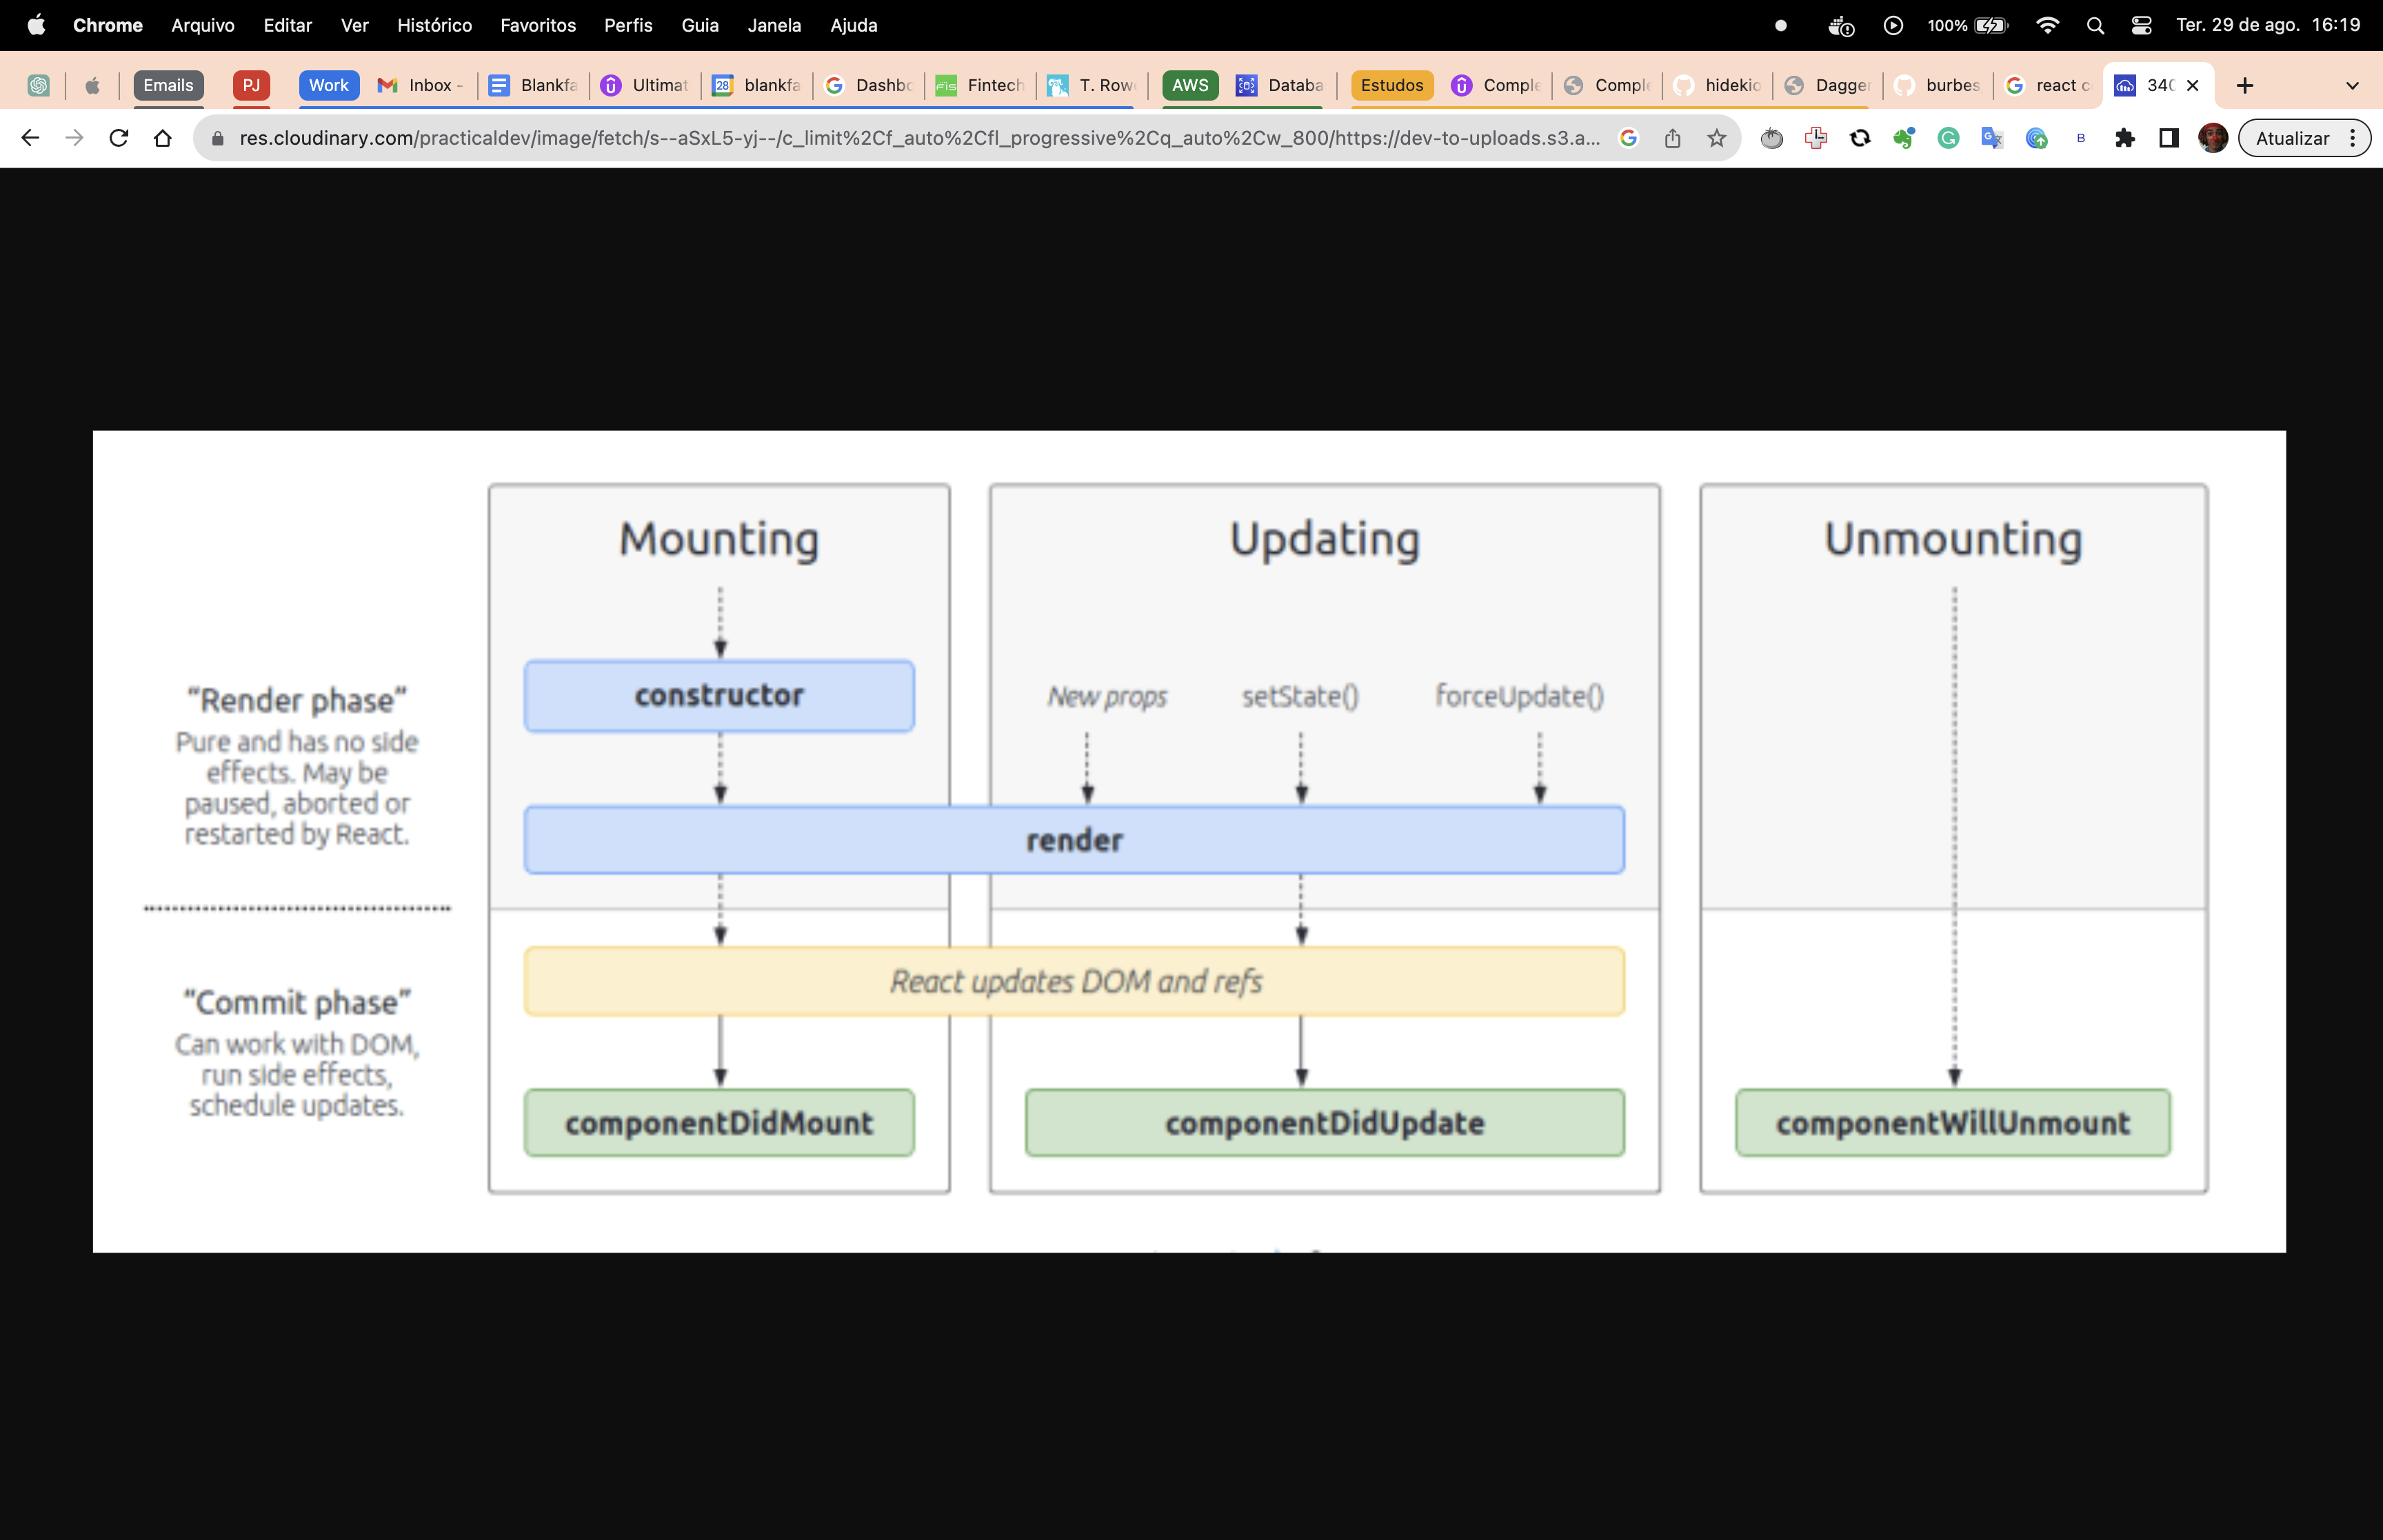 Chrome Arquivo Editar Ver Histórico Favoritos Perfis Guia Janela Ajuda 100% Ter. 29 de ago. 16:19
Emails PJ Work Inbox - Blankfa Ultimat 28 blankfa Dashbo Fintech T. Row AWS Databa Estudos Comple Comple hidekio Dagger burbes react c 340
res.cloudinary.com/practicaldev/image/fetch/s--aSxL5-yj--/c_limit%2Cf_auto%2Cfl_progressive%2Cq_auto%2Cw_800/https://dev-to-uploads.s3.a... B Atualizar
Mounting Updating Unmounting
“Render phase”
Pure and has no side
effects. May be
paused, aborted or
restarted by React.
constructor New props setState() forceUpdate()
render
“Commit phase”
Can work with DOM,
run side effects,
schedule updates.
React updates DOM and refs
componentDidMount componentDidUpdate componentWillUnmount